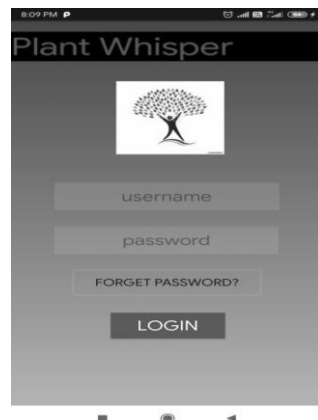 8:09 PM P
Plant Whisper
username
password
FORGET PASSWORD?
LOGIN